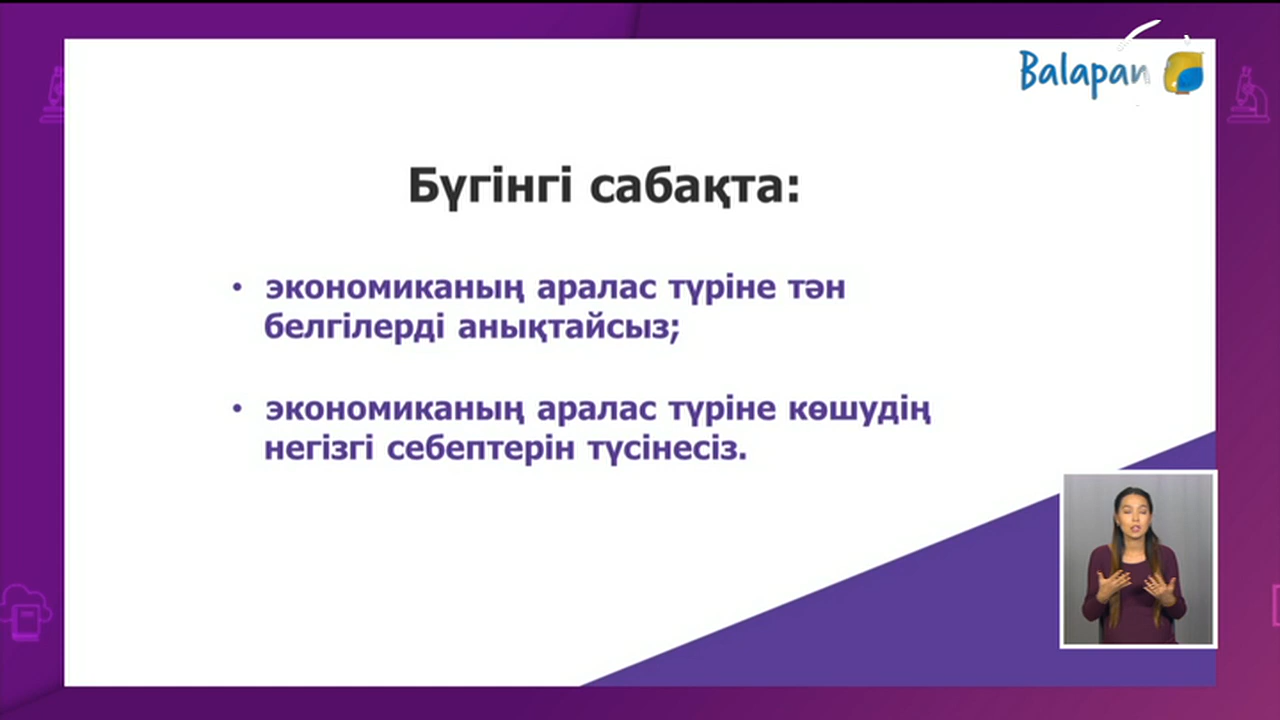 Balapan
Бүгінгі сабақта:
• экономиканың аралас түріне тән
белгілерді анықтайсыз;
• экономиканың аралас түріне көшудің
негізгі себептерін түсінесіз.